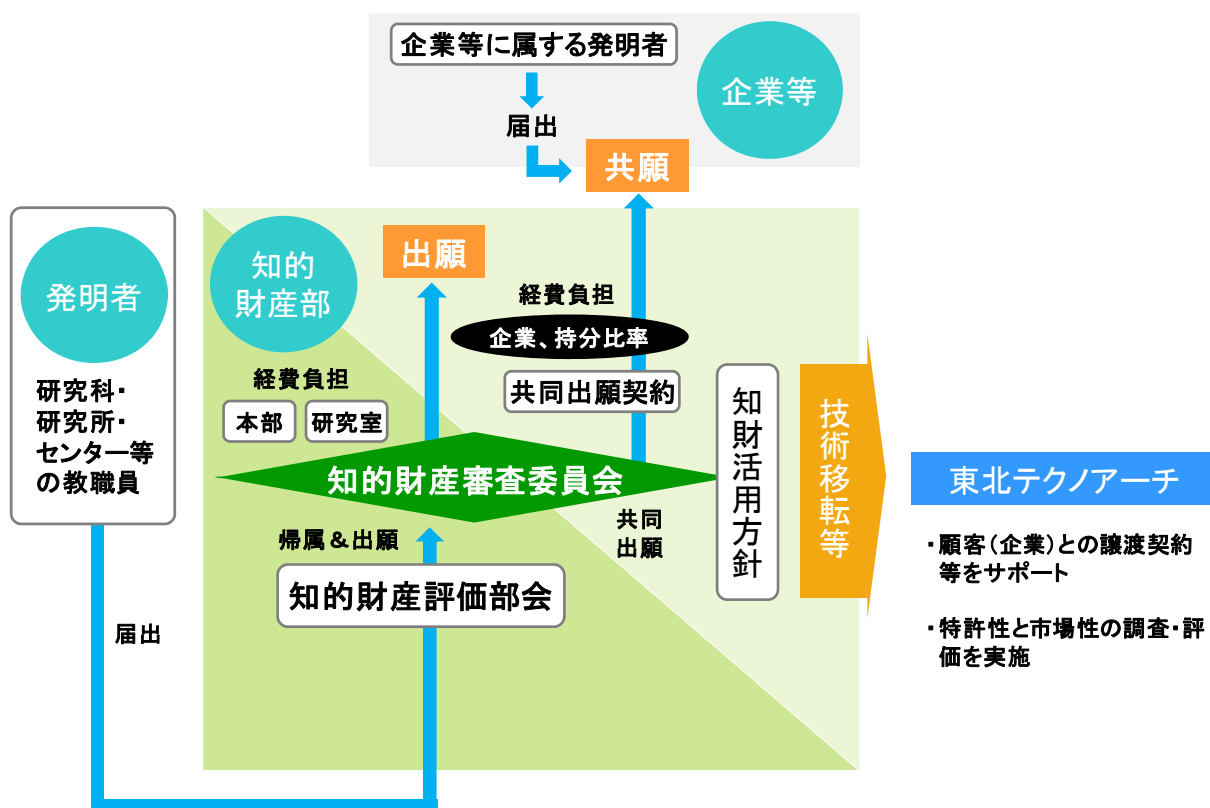 企業等に属する発明者
企業等
届出
共願
発明者
研究科・
研究所・
センター等
の教職員
知的
財産部
出願
経費負担
企業、持分比率
共同出願契約
経費負担
本部
研究室
知的財産審査委員会
知財活用方針
技術移転等
東北テクノアーチ
・顧客（企業）との譲渡契約
等をサポート
・特許性と市場性の調査・評
価を実施
帰属＆出願
共同
出願
知的財産評価部会
届出